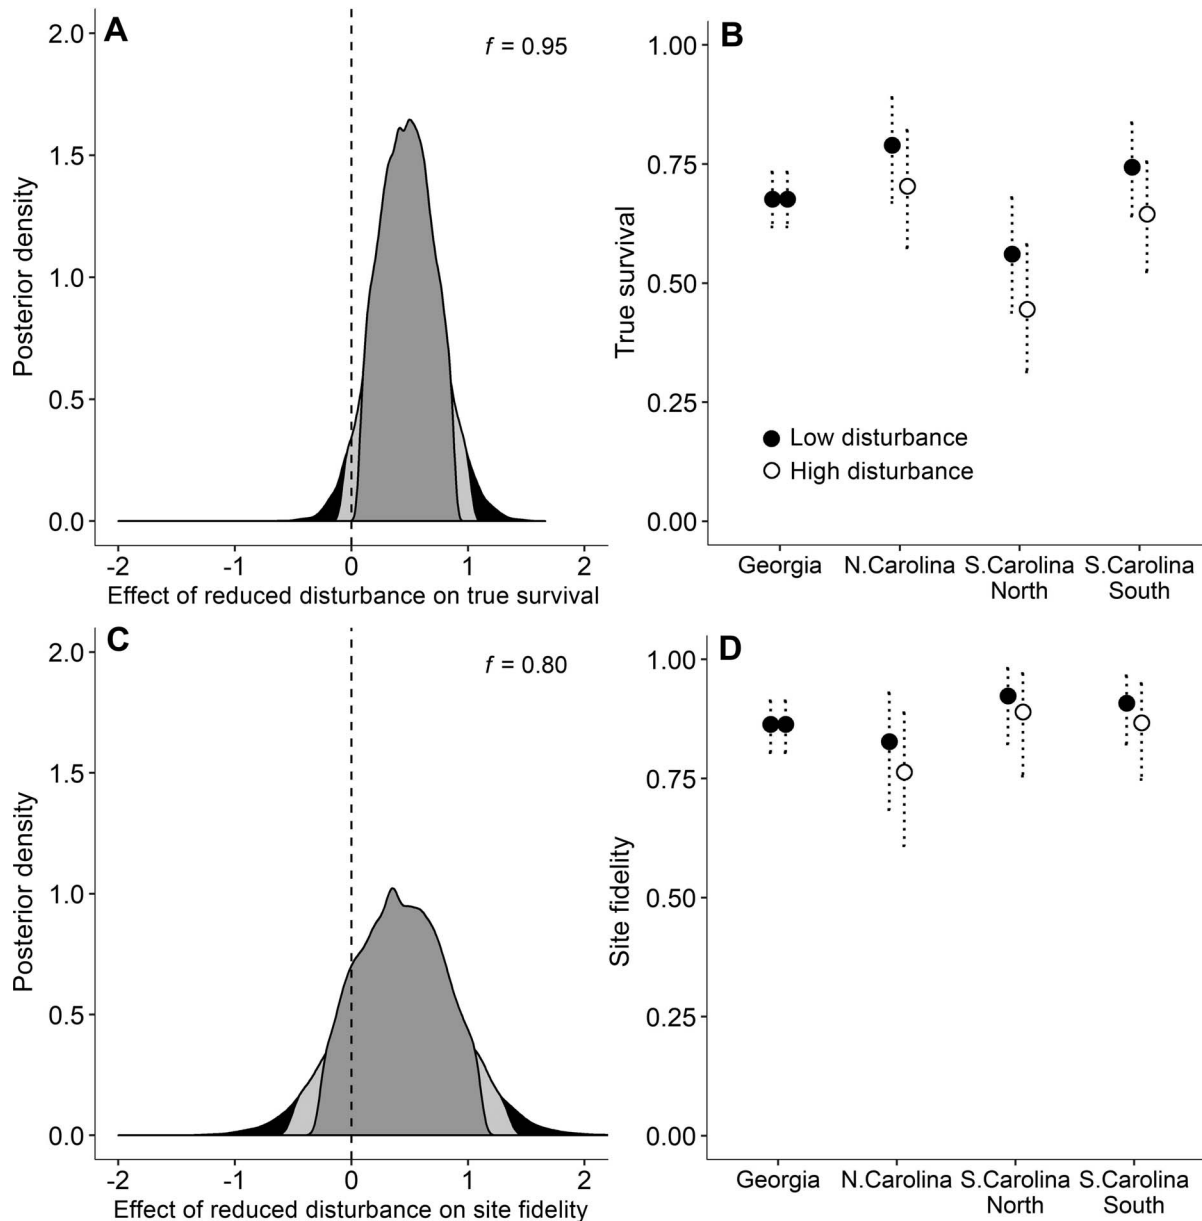 A
f = 0.95
2.0
1.5
1.0
0.5
0.0
Posterior density
-2 -1 0 1 2
Effect of reduced disturbance on true survival
B
1.00
0.75
0.50
0.25
0.00
True survival
Low disturbance
High disturbance
Georgia N.Carolina S.Carolina S.Carolina
North South
C
f = 0.80
2.0
1.5
1.0
0.5
0.0
Posterior density
-2 -1 0 1 2
Effect of reduced disturbance on site fidelity
D
1.00
0.75
0.50
0.25
0.00
Site fidelity
Georgia N.Carolina S.Carolina S.Carolina
North South